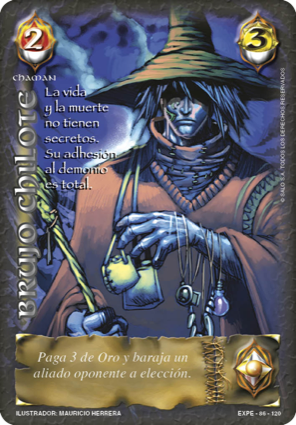 2
3
CHAMAN
La vida
y la muerte
no tienen
secretos.
Su adhesión
al demonio
es total.
BRUJO CHILOTE
© SALO S.A. TODOS LOS DERECHOS RESERVADOS
Paga 3 de Oro y baraja un
aliado oponente a elección.
ILUSTRADOR: MAURICIO HERRERA
EXPE - 86 - 120